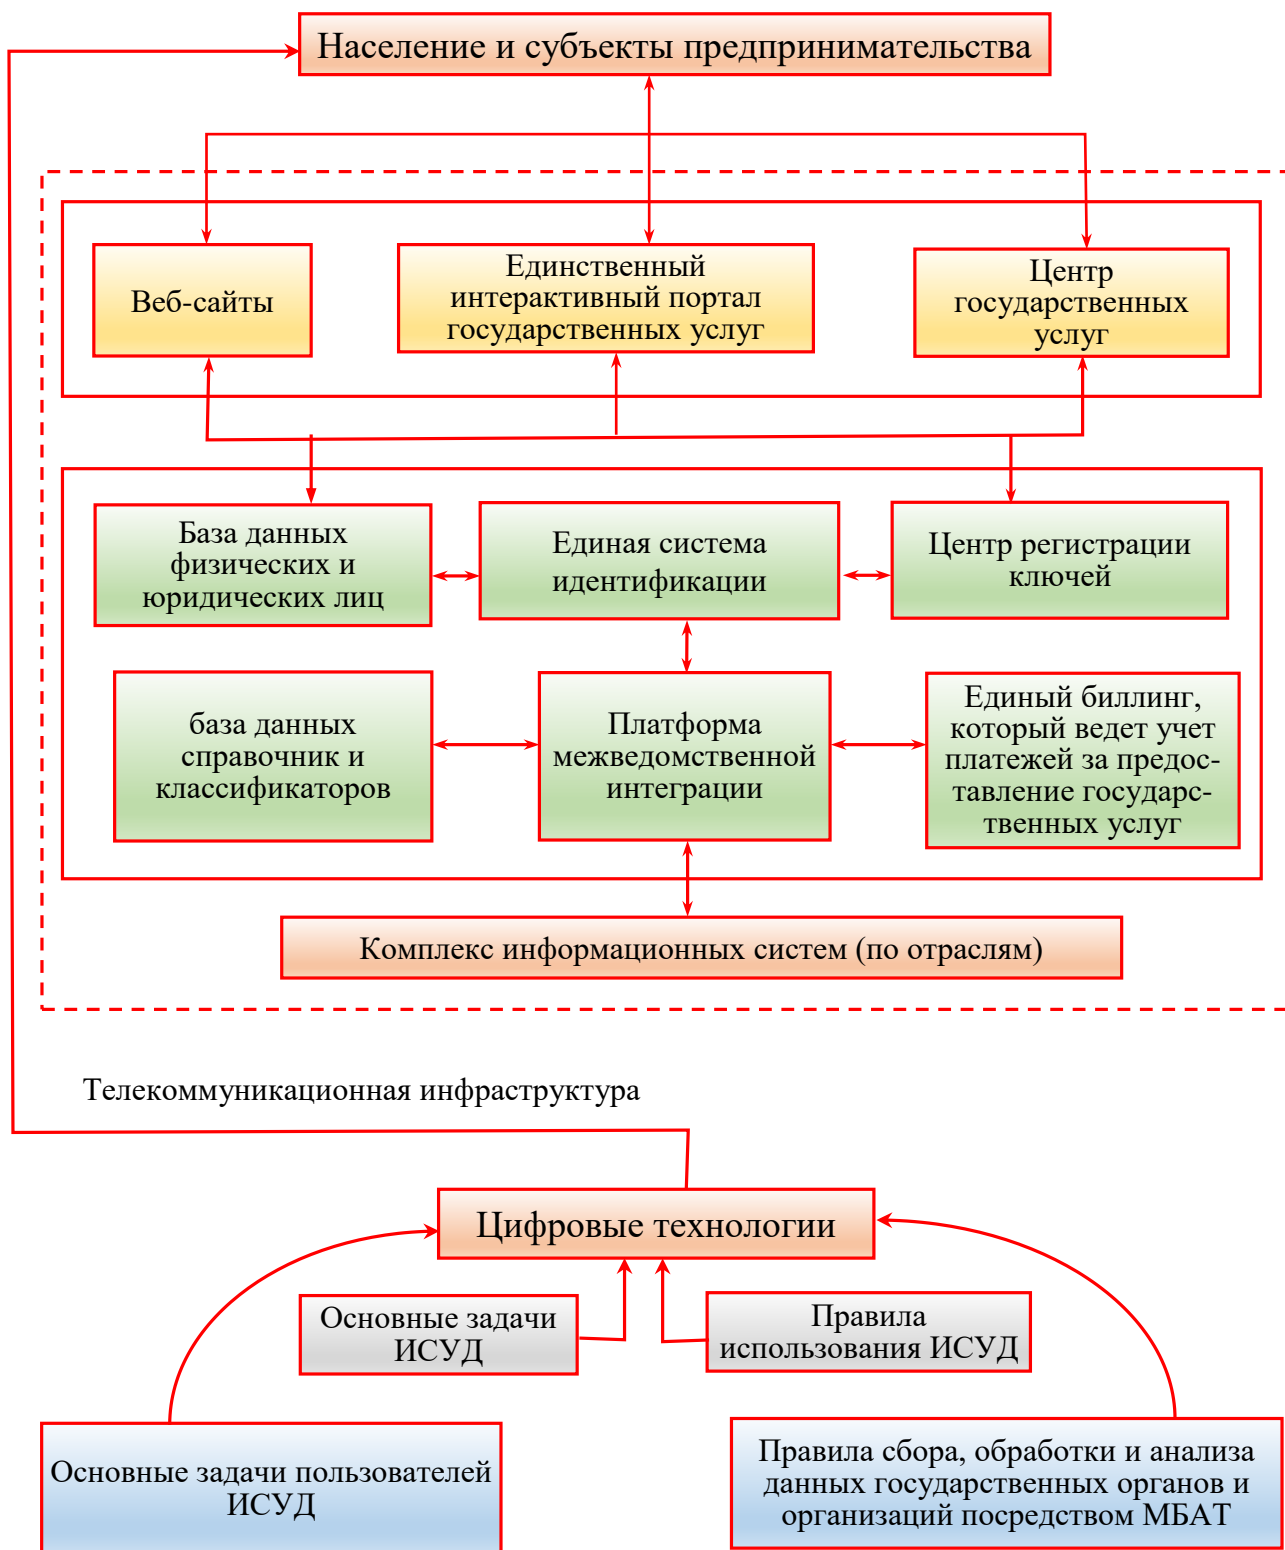 Население и субъекты предпринимательства
Веб-сайты
Единственный
интерактивный портал
государственных услуг
Центр
государственных
услуг
База данных
физических и
юридических лиц
Единая система
идентификации
Центр регистрации
ключей
база данных
справочник и
классификаторов
Платформа
межведомственной
интеграции
Единый биллинг,
который ведет учет
платежей за предос-
тавление государс-
твенных услуг
Комплекс информационных систем (по отраслям)
Телекоммуникационная инфраструктура
Цифровые технологии
Основные задачи
ИСУД
Правила
использования ИСУД
Основные задачи пользователей
ИСУД
Правила сбора, обработки и анализа
данных государственных органов и
организаций посредством МБАТ